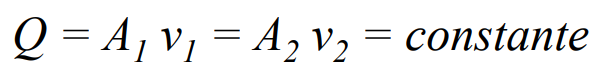 Q = A₁ v₁ = A₂ v₂ = constante